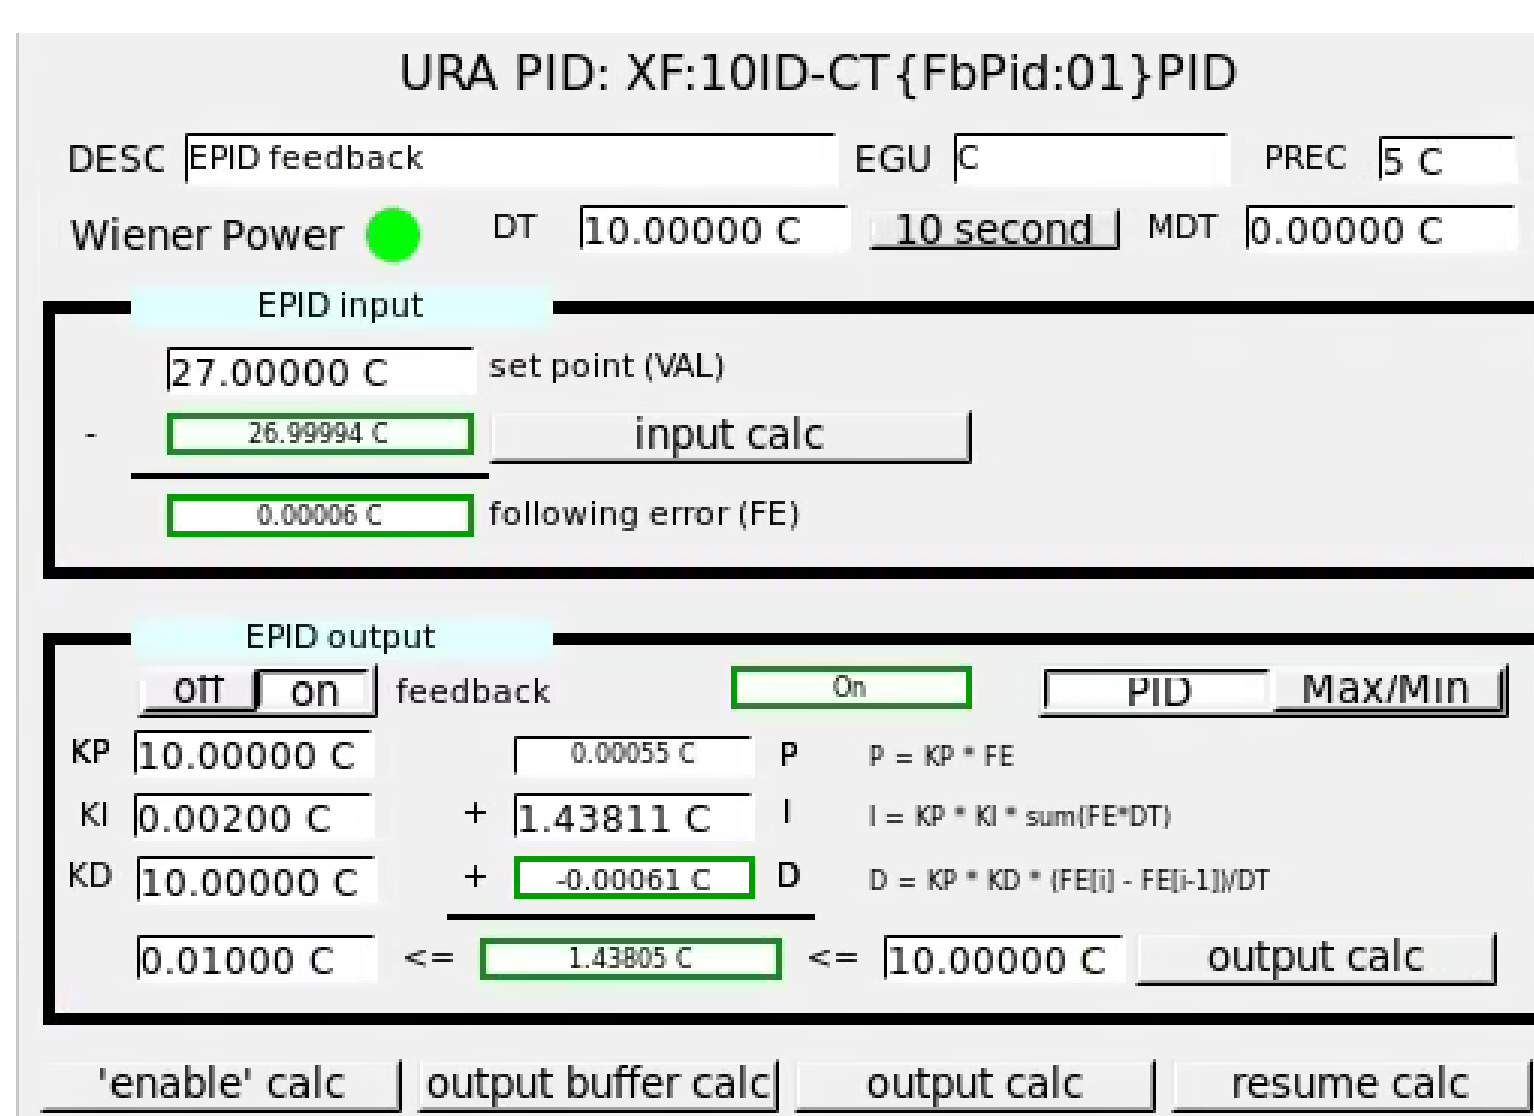 URA PID: XF:10ID-CT{FbPid:01}PID
DESC EPID feedback EGU C PREC 5 C
Wiener Power DT 10.00000 C 10 second MDT 0.00000 C
EPID input
27.00000 C set point (VAL)
- 26.99994 C input calc
0.00006 C following error (FE)
EPID output
off on feedback On PID Max/Min
KP 10.00000 C 0.00055 C P P = KP * FE
KI 0.00200 C + 1.43811 C I I = KP * KI * sum(FE*DT)
KD 10.00000 C + -0.00061 C D D = KP * KD * (FE[i] - FE[i-1])/DT
0.01000 C <= 1.43805 C <= 10.00000 C output calc
'enable' calc output buffer calc output calc resume calc